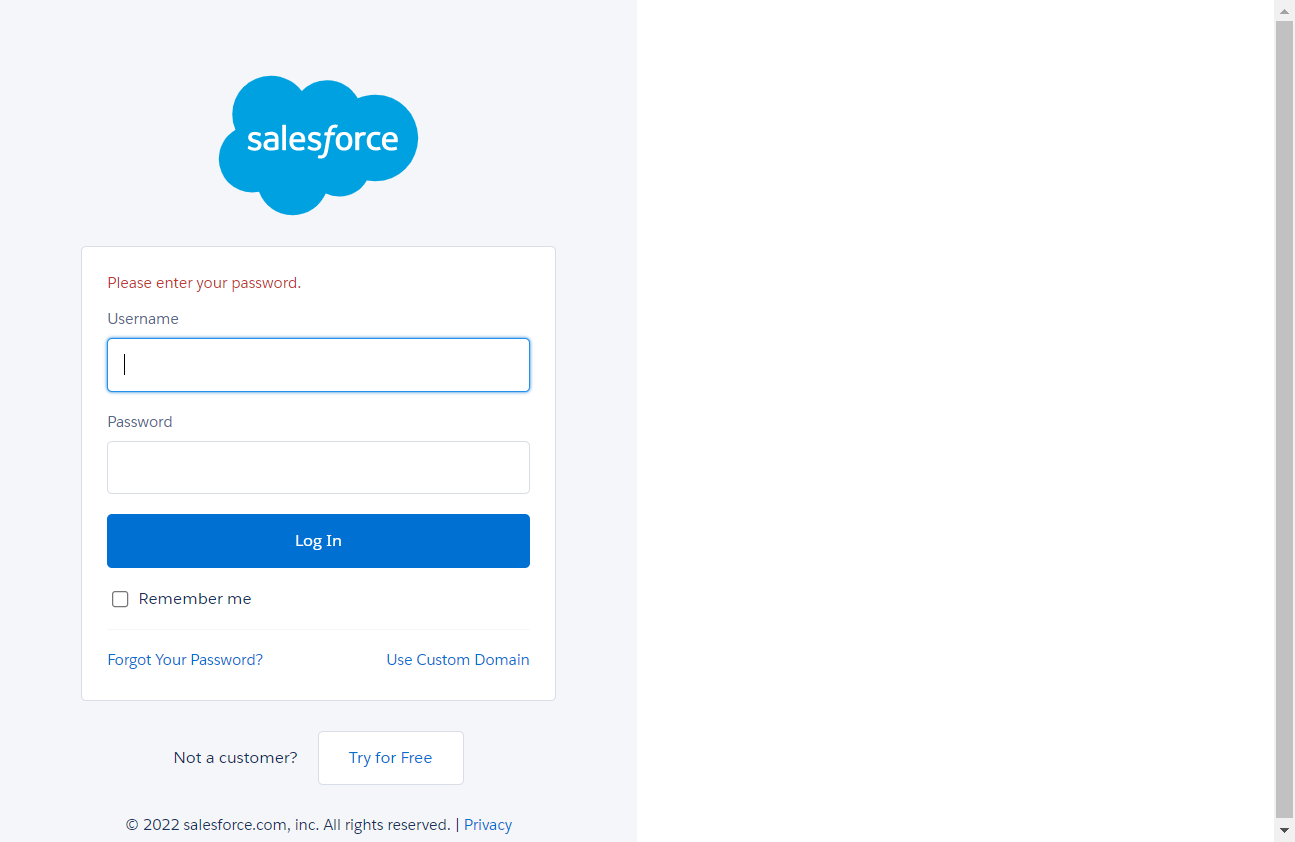 salesforce
Please enter your password.
Username
Password
Log In
Remember me
Forgot Your Password? Use Custom Domain
Not a customer? Try for Free
© 2022 salesforce.com, inc. All rights reserved. | Privacy